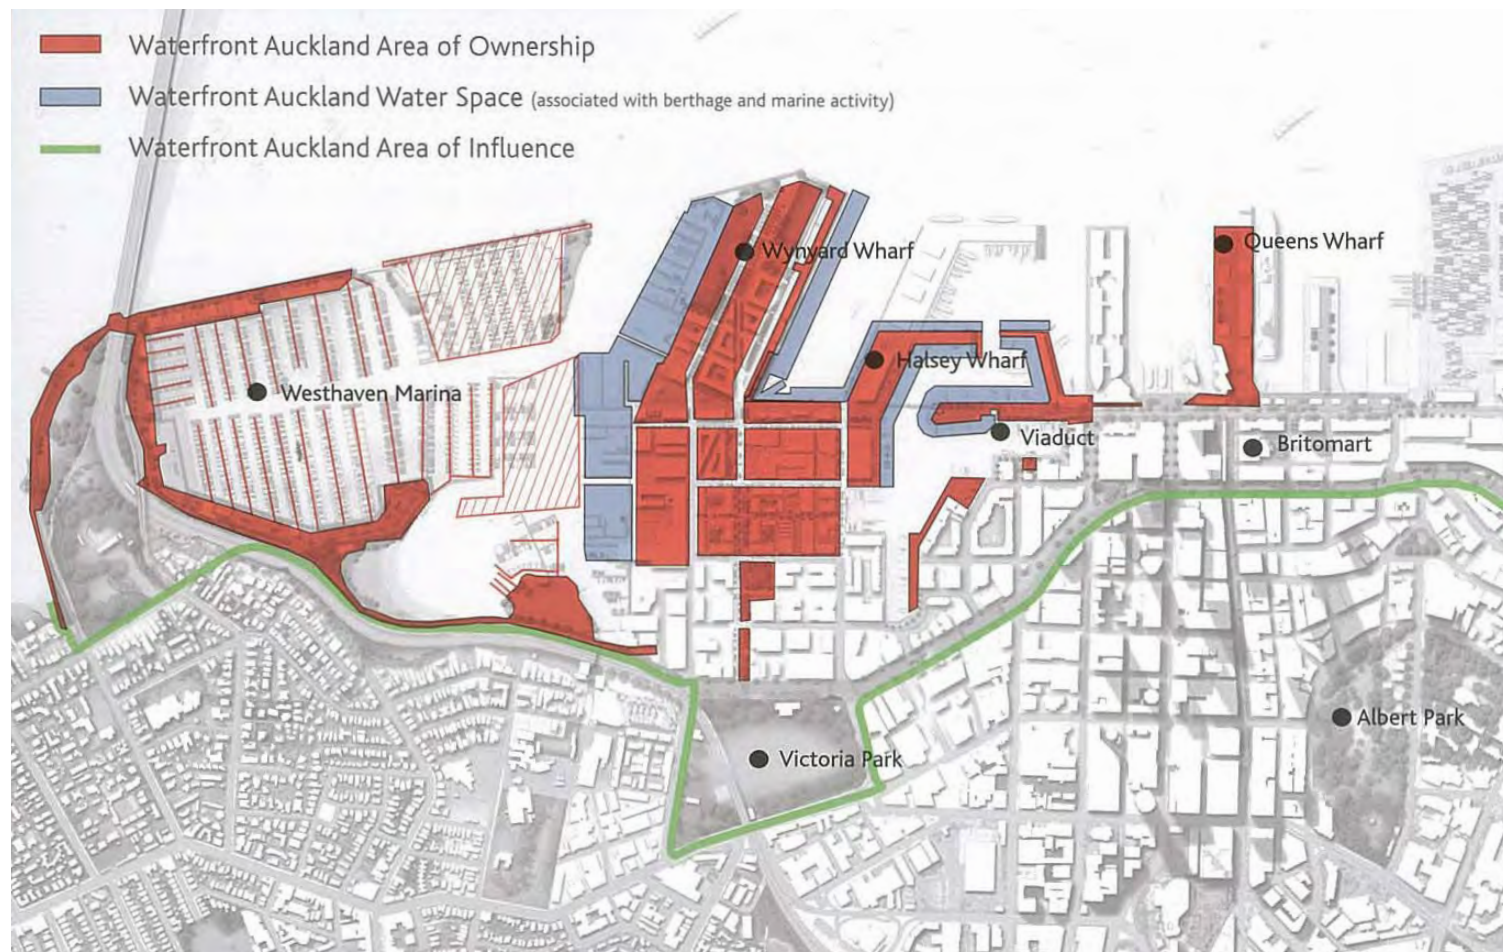 Waterfront Auckland Area of Ownership
Waterfront Auckland Water Space (associated with berthage and marine activity)
Waterfront Auckland Area of Influence
Wynyard Wharf
Queens Wharf
Halsey Wharf
Westhaven Marina
Viaduct
Britomart
Albert Park
Victoria Park